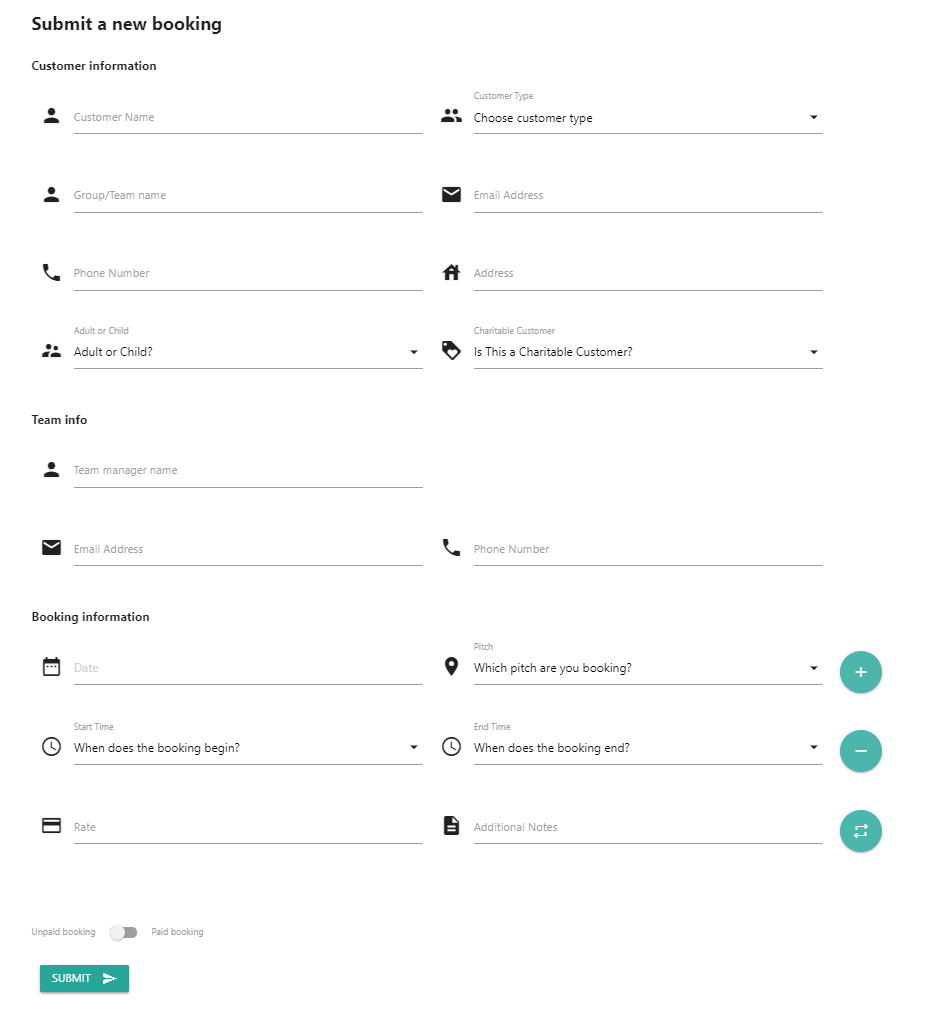 Submit a new booking
Customer information
Customer Name
Customer Type
Choose customer type
Group/Team name
Email Address
Phone Number
Address
Adult or Child
Adult or Child?
Charitable Customer
Is This a Charitable Customer?
Team info
Team manager name
Email Address
Phone Number
Booking information
Date
Pitch
Which pitch are you booking?
Start Time
When does the booking begin?
End Time
When does the booking end?
Rate
Additional Notes
Unpaid booking
Paid booking
SUBMIT